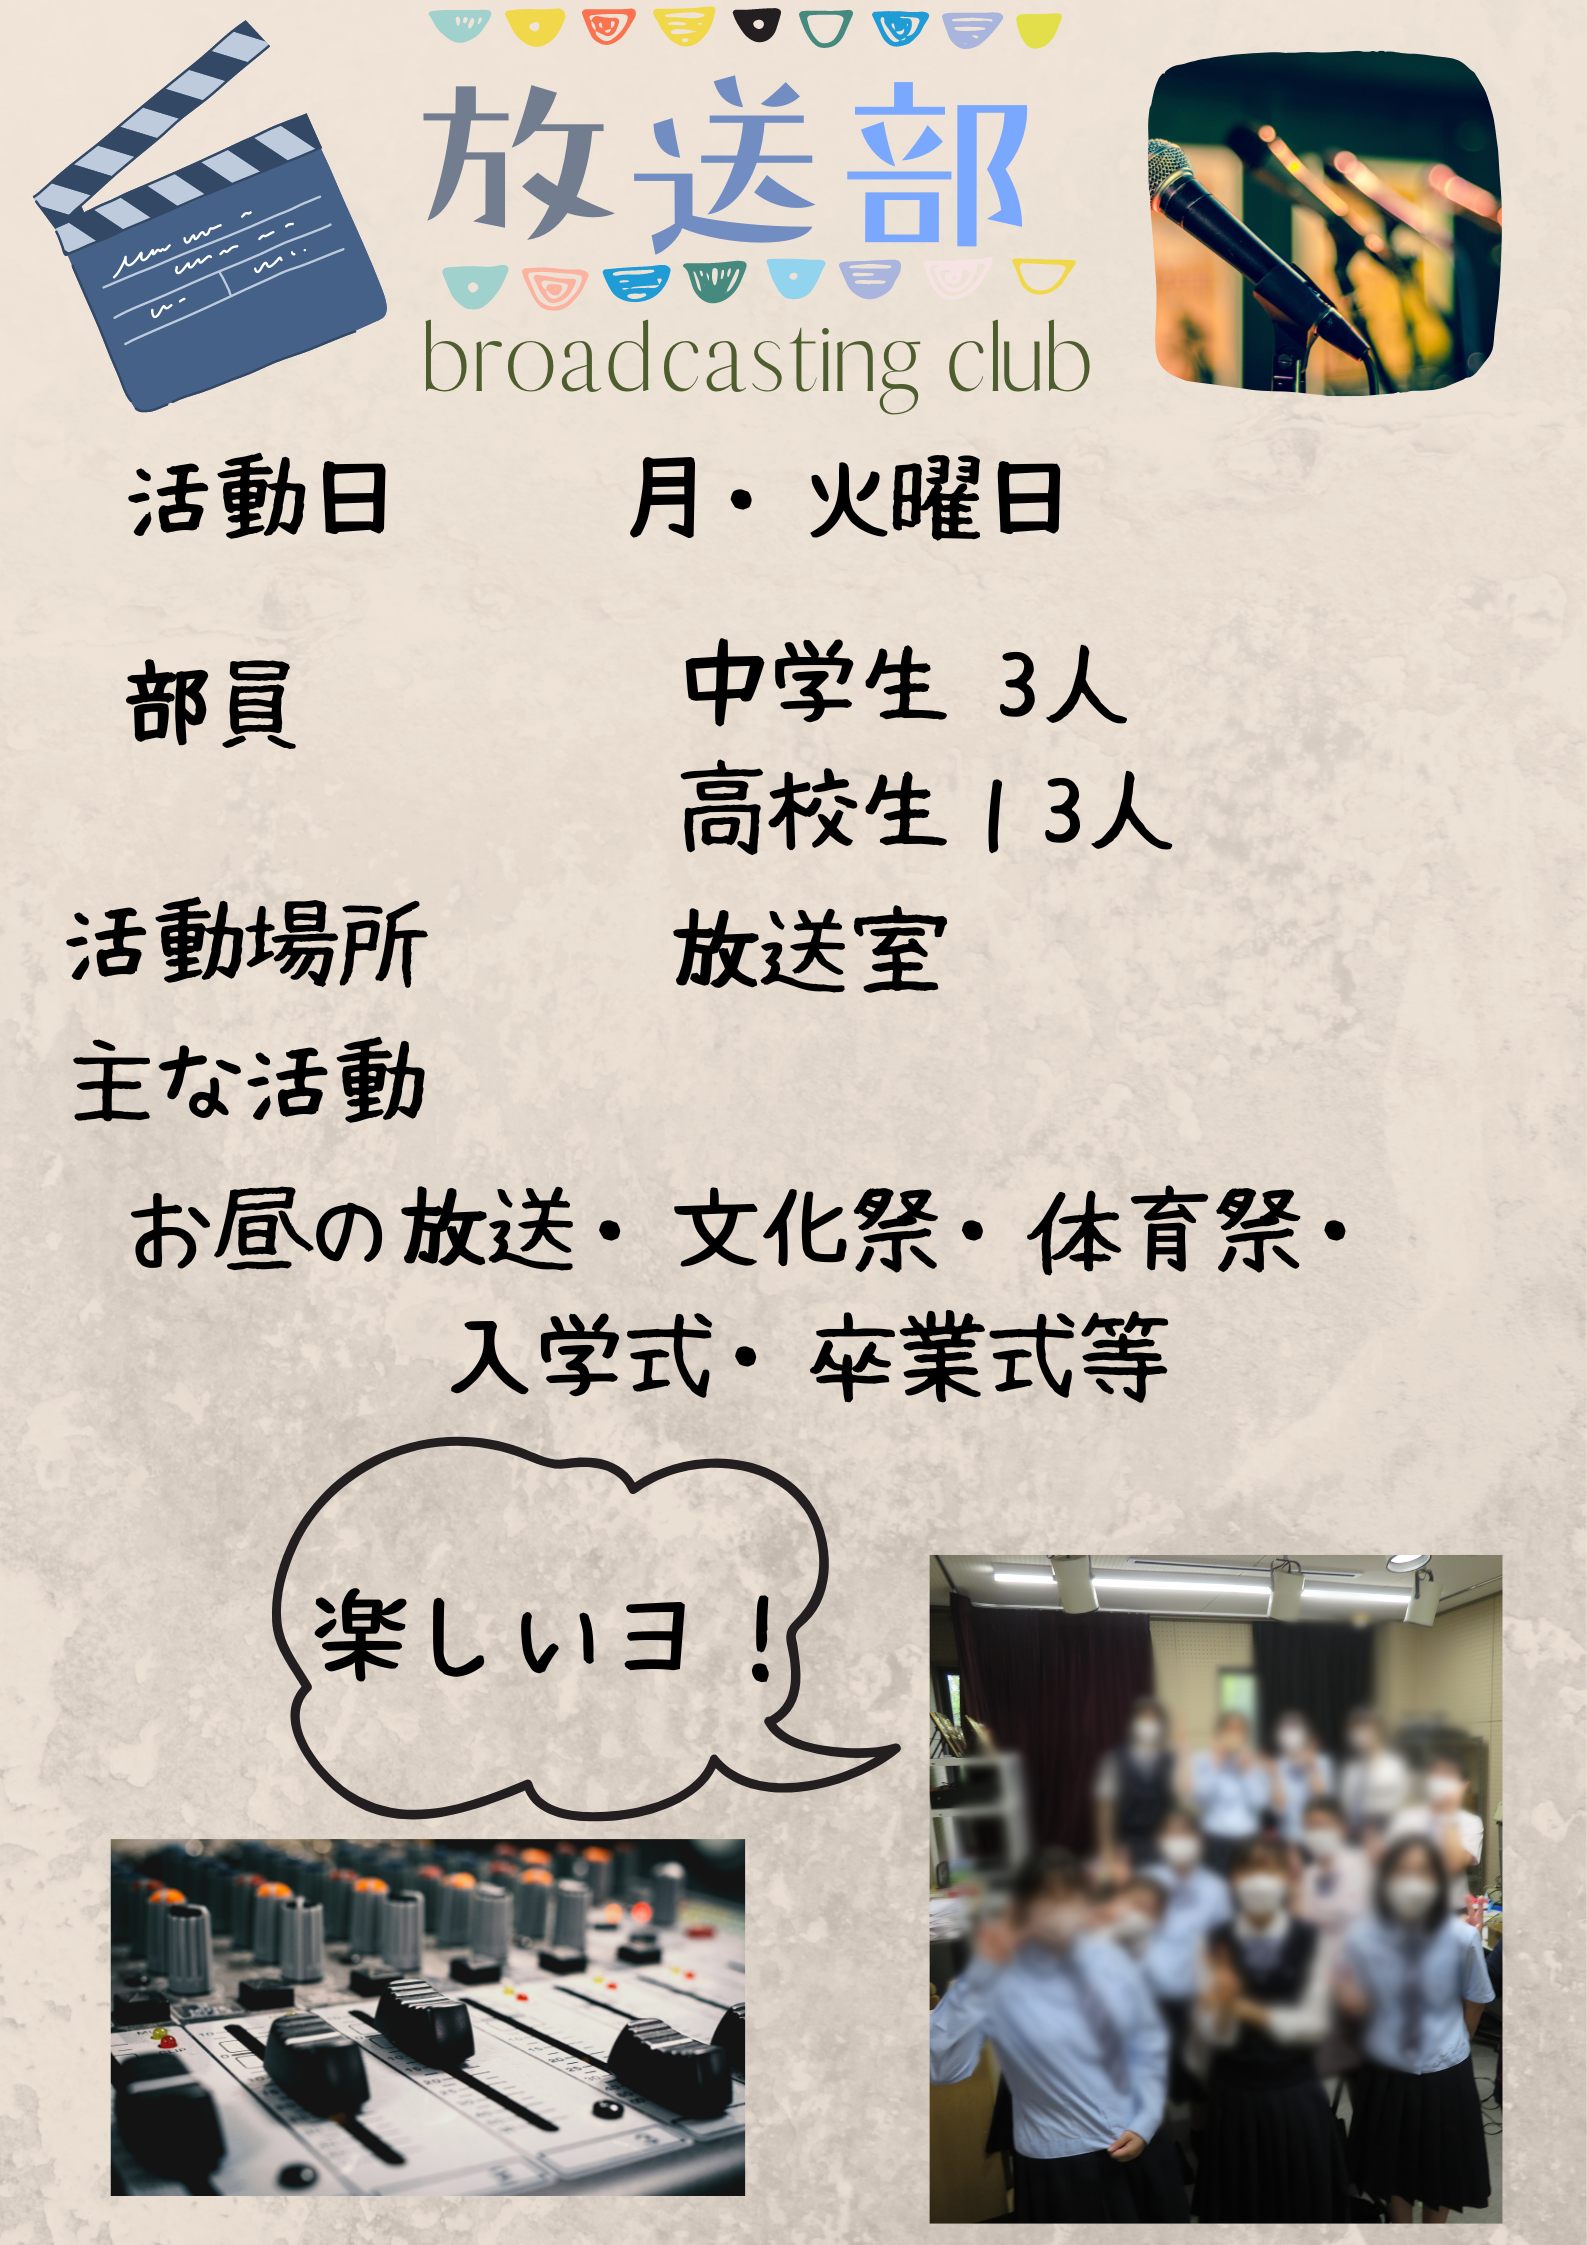 放送部
broadcasting club
活動日 月・火曜日
部員 中学生 3人
高校生 13人
活動場所 放送室
主な活動
お昼の放送・文化祭・体育祭・
入学式・卒業式等
楽しいヨ!